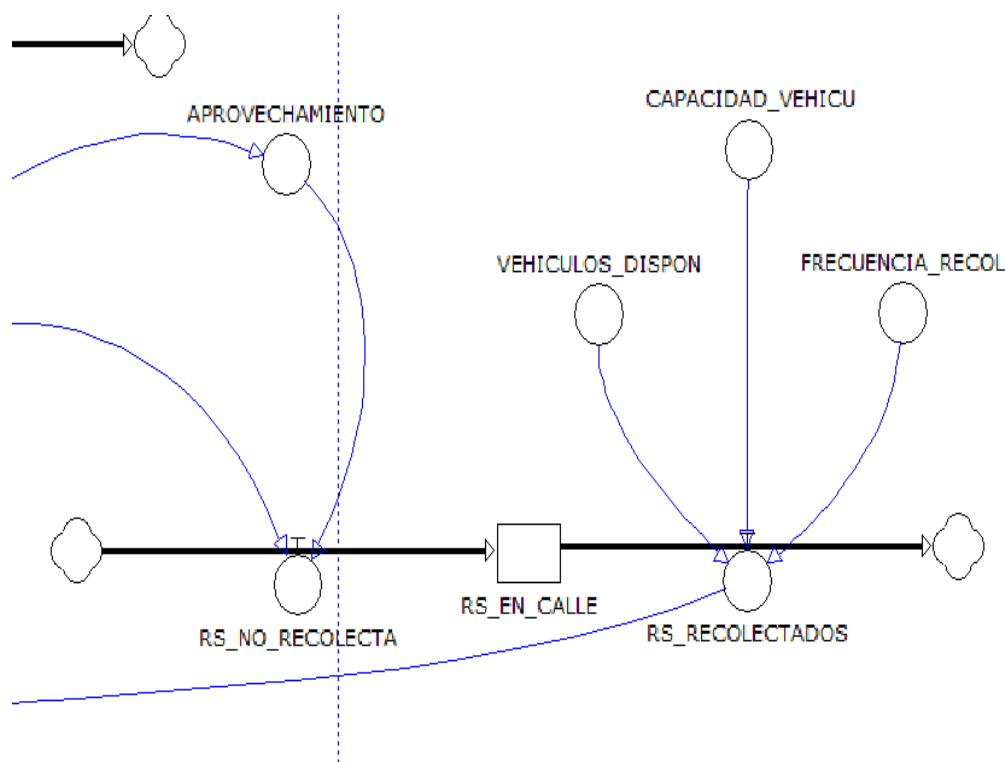 APROVECHAMIENTO
CAPACIDAD_VEHICU
VEHICULOS_DISPON
FRECUENCIA_RECOL
RS_EN_CALLE
RS_NO_RECOLECTA
RS_RECOLECTADOS